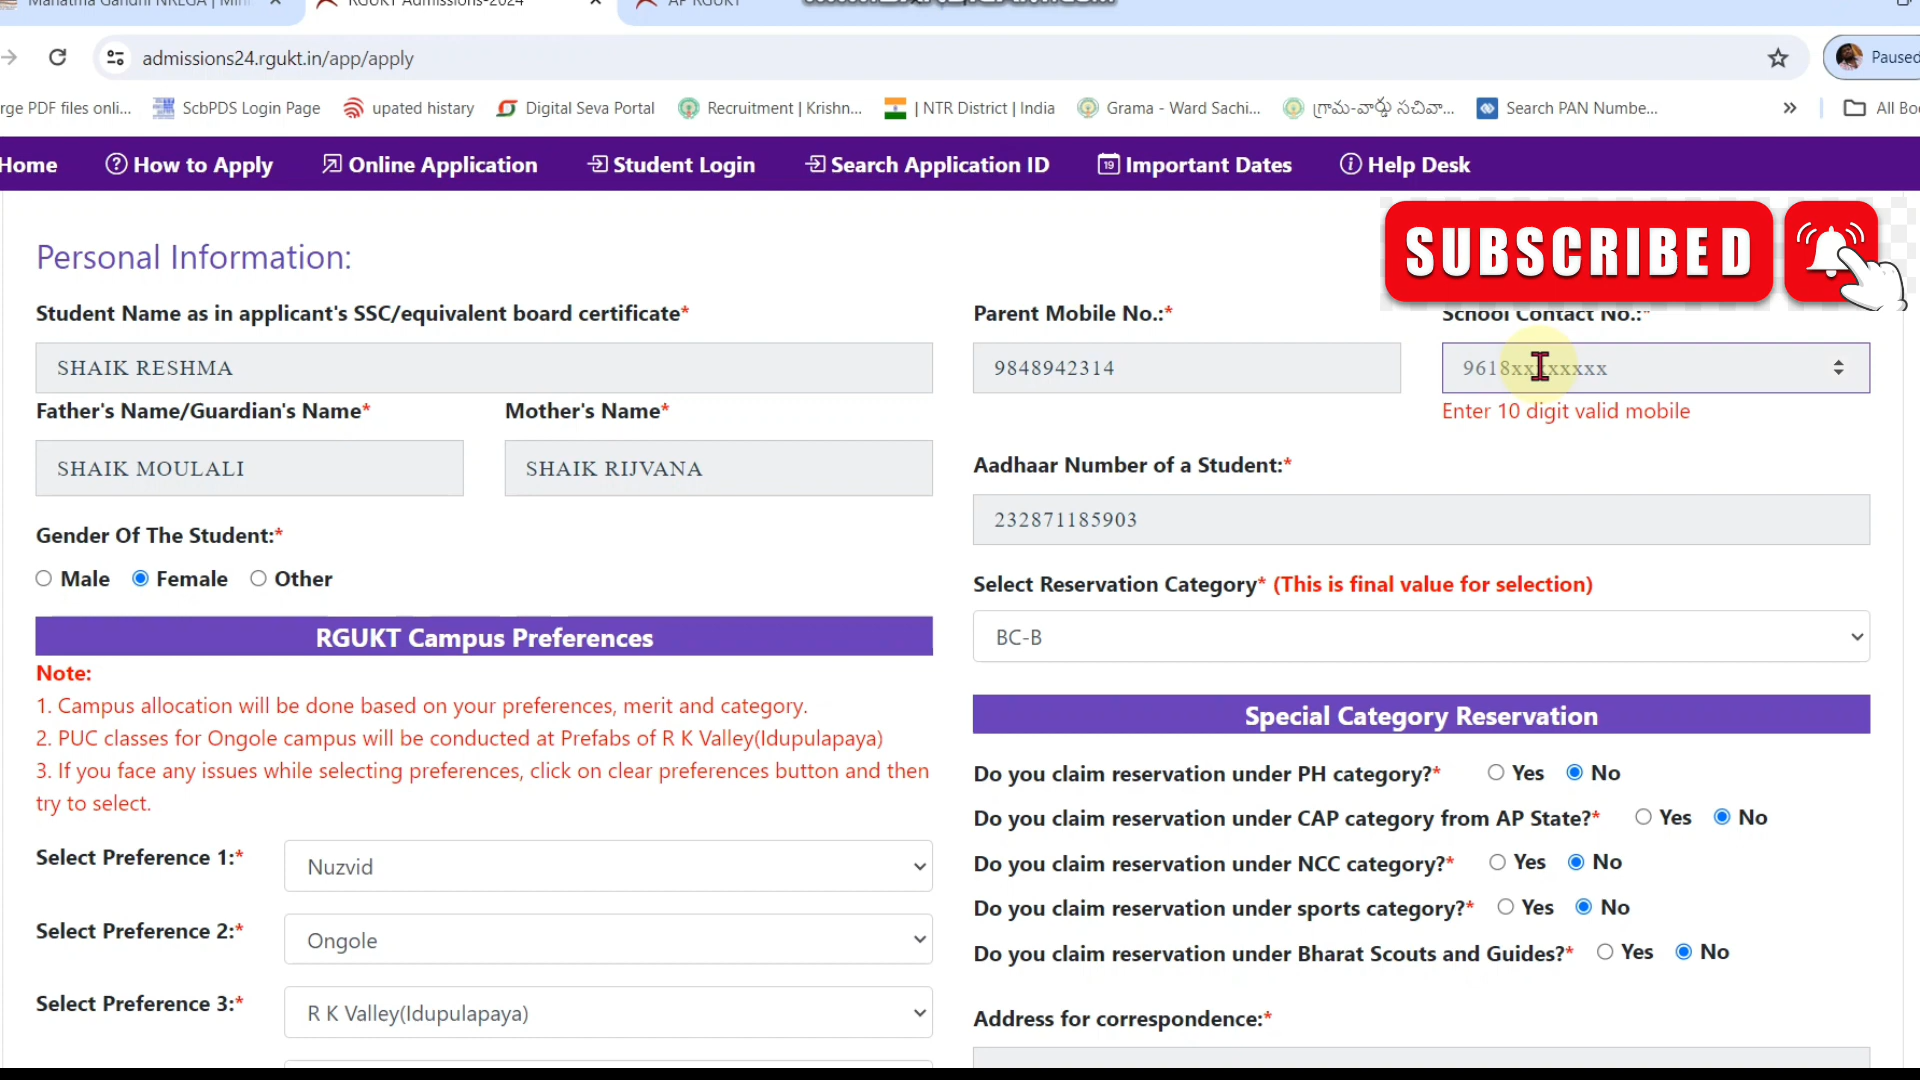 Mahatma Gandhi NREGA | Mini
RGUKT Admissions-2024
AP RGUKT
admissions24.rgukt.in/app/apply
Paused
rge PDF files onli...
ScbPDS Login Page
upated histary
Digital Seva Portal
Recruitment | Krishn...
| NTR District | India
Grama - Ward Sachi...
గ్రామ-వార్డు సచివా...
Search PAN Numbe...
All Boo
Home
How to Apply
Online Application
Student Login
Search Application ID
19 Important Dates
Help Desk
SUBSCRIBED
Personal Information:
Student Name as in applicant's SSC/equivalent board certificate*
SHAIK RESHMA
Father's Name/Guardian's Name*
Mother's Name*
SHAIK MOULALI
SHAIK RIJVANA
Gender Of The Student:*
Male
Female
Other
RGUKT Campus Preferences
Note:
1. Campus allocation will be done based on your preferences, merit and category.
2. PUC classes for Ongole campus will be conducted at Prefabs of R K Valley(Idupulapaya)
3. If you face any issues while selecting preferences, click on clear preferences button and then
try to select.
Select Preference 1:*
Nuzvid
Select Preference 2:*
Ongole
Select Preference 3:*
R K Valley(Idupulapaya)
Parent Mobile No.:*
School Contact No.:*
9848942314
9618xxxxxxxx
Enter 10 digit valid mobile
Aadhaar Number of a Student:*
232871185903
Select Reservation Category* (This is final value for selection)
BC-B
Special Category Reservation
Do you claim reservation under PH category?* Yes No
Do you claim reservation under CAP category from AP State?* Yes No
Do you claim reservation under NCC category?* Yes No
Do you claim reservation under sports category?* Yes No
Do you claim reservation under Bharat Scouts and Guides?* Yes No
Address for correspondence:*